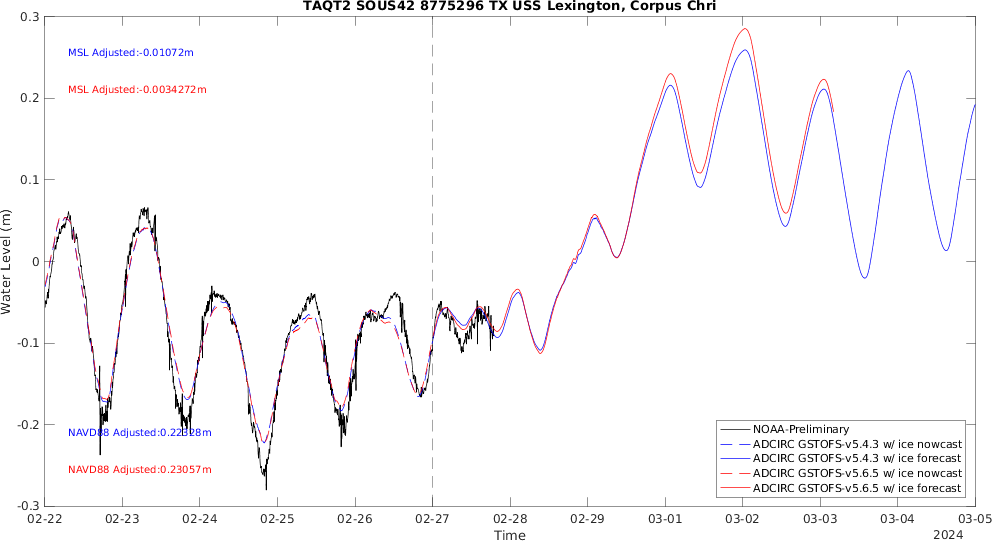 TAQT2 SOUS42 8775296 TX USS Lexington, Corpus Chri
0.3
MSL Adjusted:-0.01072m
MSL Adjusted:-0.0034272m
0.2
0.1
0
-0.1
-0.2
-0.3
Water Level (m)
NAVD88 Adjusted:0.22328m
NAVD88 Adjusted:0.23057m
NOAA-Preliminary
ADCIRC GSTOFS-v5.4.3 w/ ice nowcast
ADCIRC GSTOFS-v5.4.3 w/ ice forecast
ADCIRC GSTOFS-v5.6.5 w/ ice nowcast
ADCIRC GSTOFS-v5.6.5 w/ ice forecast
02-22 02-23 02-24 02-25 02-26 02-27 02-28 02-29 03-01 03-02 03-03 03-04 03-05
Time
2024